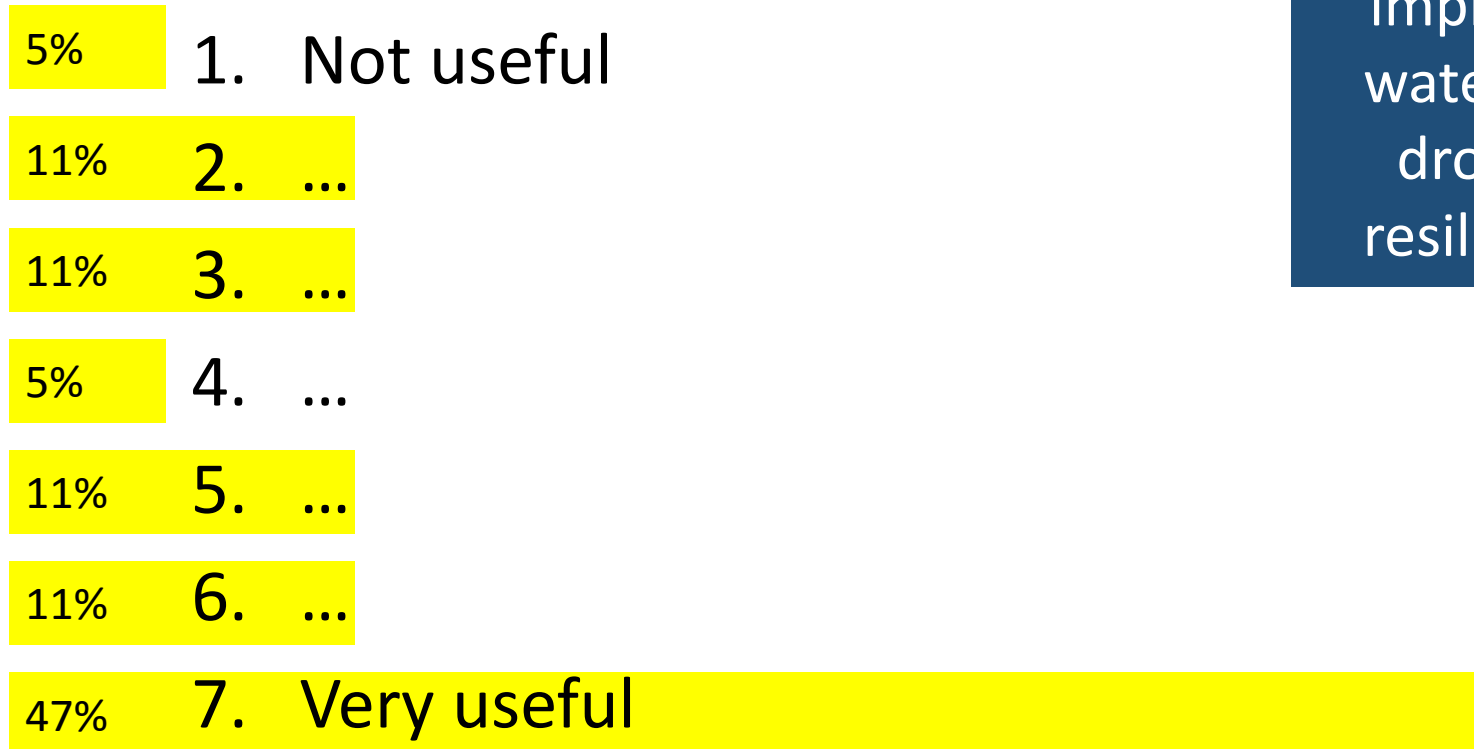 5% 1. Not useful
11% 2. ...
11% 3. ...
5% 4. ...
11% 5. ...
11% 6. ...
47% 7. Very useful